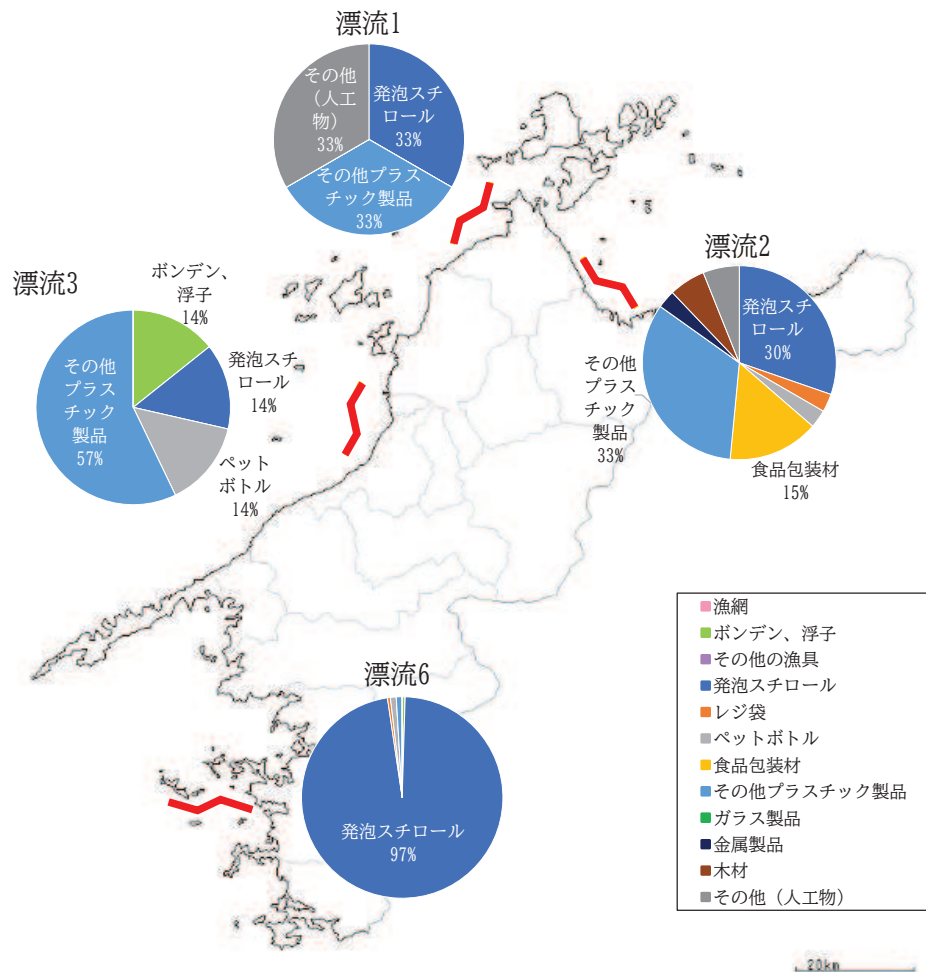 漂流1
その他
（人工
物）
33%
発泡スチ
ロール
33%
その他プラス
チック製品
33%
漂流2
発泡スチ
ロール
30%
その他
プラス
チック
製品
33%
食品包装材
15%
漂流3
ボンデン、
浮子
14%
発泡スチ
ロール
14%
ペット
ボトル
14%
その他
プラス
チック
製品
57%
漂流6
発泡スチロール
97%
漁網
ボンデン、浮子
その他の漁具
発泡スチロール
レジ袋
ペットボトル
食品包装材
その他プラスチック製品
ガラス製品
金属製品
木材
その他（人工物）
20km